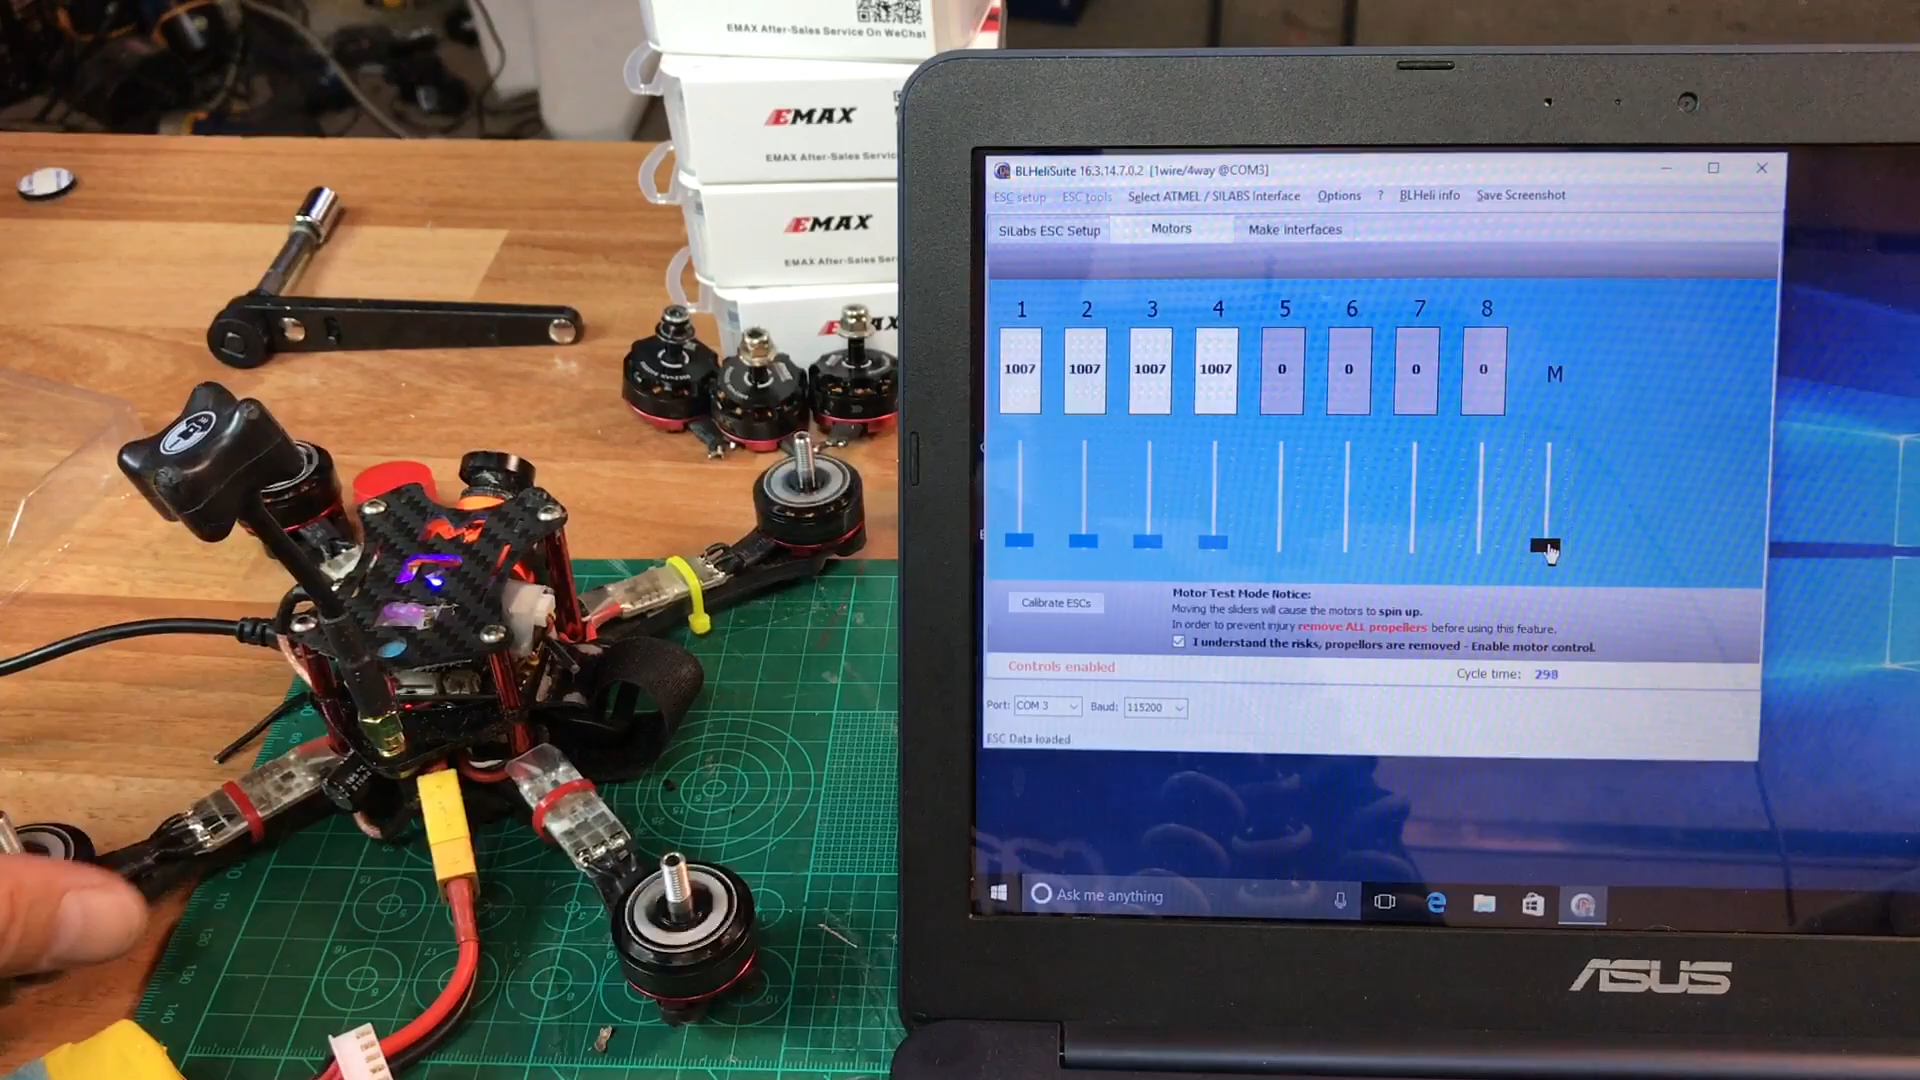 EMAX After-Sales Service On WeChat
EMAX
EMAX After-Sales Servic
EMAX
EMAX After-Sales Ser
BLHeliSuite 16.3.14.7.0.2 [1wire/4way @COM3]
ESC setup ESC tools Select ATMEL / SILABS Interface Options ? BLHeli info Save Screenshot
SiLabs ESC Setup Motors Make interfaces
1 2 3 4 5 6 7 8
1007 1007 1007 1007 0 0 0 0 M
Calibrate ESCs
Motor Test Mode Notice:
Moving the sliders will cause the motors to spin up.
In order to prevent injury remove ALL propellers before using this feature.
I understand the risks, propellors are removed - Enable motor control.
Controls enabled
Cycle time: 298
Port: COM 3 Baud: 115200
ESC Data loaded
Ask me anything
ASUS